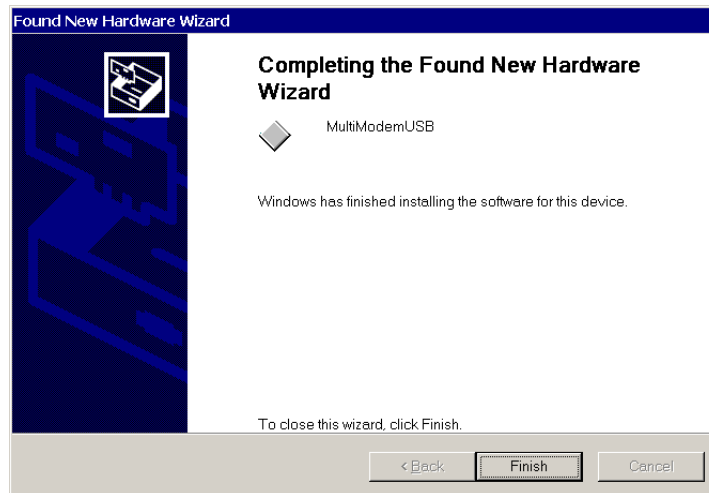 Found New Hardware Wizard
Completing the Found New Hardware
Wizard
MultiModemUSB
Windows has finished installing the software for this device.
To close this wizard, click Finish.
< Back
Finish
Cancel